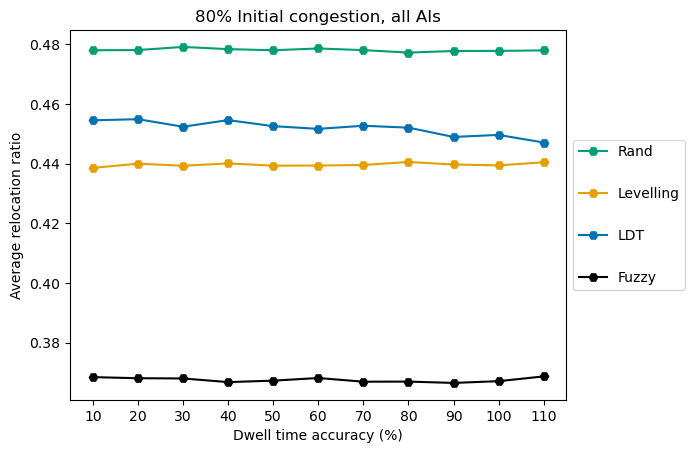 80% Initial congestion, all AIs
Average relocation ratio
0.48
0.46
0.44
0.42
0.40
0.38
10 20 30 40 50 60 70 80 90 100 110
Dwell time accuracy (%)
Rand
Levelling
LDT
Fuzzy